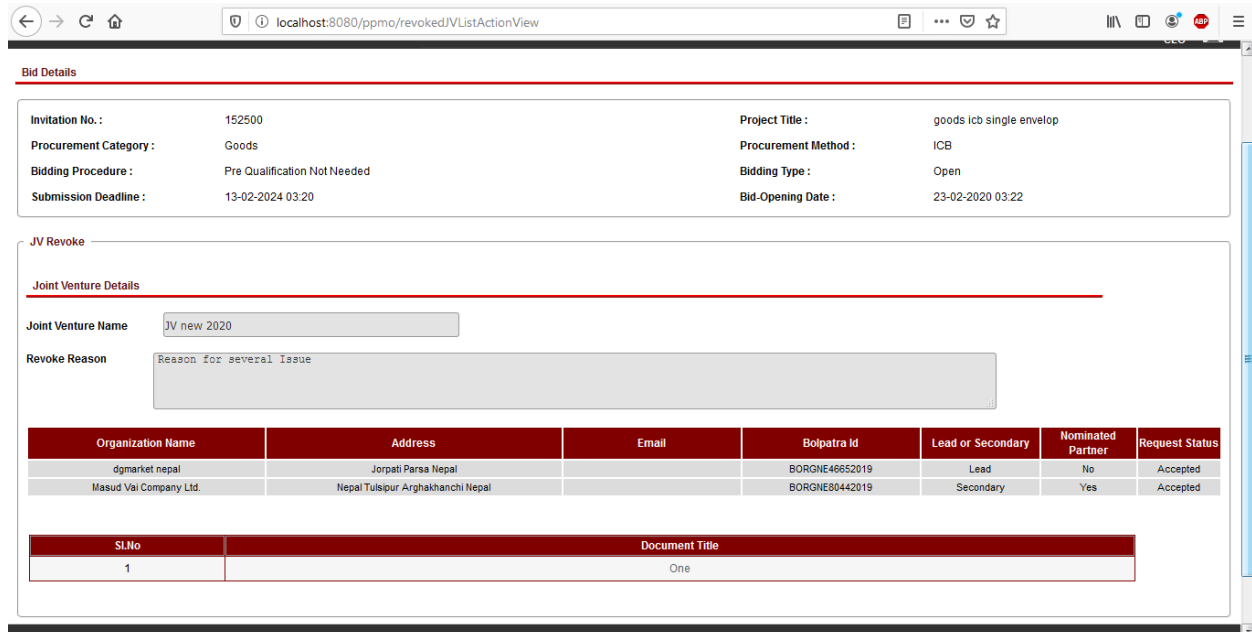 localhost:8080/ppmo/revokedJVListActionView
ABP
CEO
Bid Details
Invitation No. : 152500 Project Title : goods icb single envelop
Procurement Category : Goods Procurement Method : ICB
Bidding Procedure : Pre Qualification Not Needed Bidding Type : Open
Submission Deadline : 13-02-2024 03:20 Bid-Opening Date : 23-02-2020 03:22
JV Revoke
Joint Venture Details
Joint Venture Name JV new 2020
Revoke Reason Reason for several Issue
Organization Name Address Email Bolpatra Id Lead or Secondary Nominated Partner Request Status
dgmarket nepal Jorpati Parsa Nepal BORGNE46652019 Lead No Accepted
Masud Vai Company Ltd. Nepal Tulsipur Arghakhanchi Nepal BORGNE80442019 Secondary Yes Accepted
Sl.No Document Title
1 One